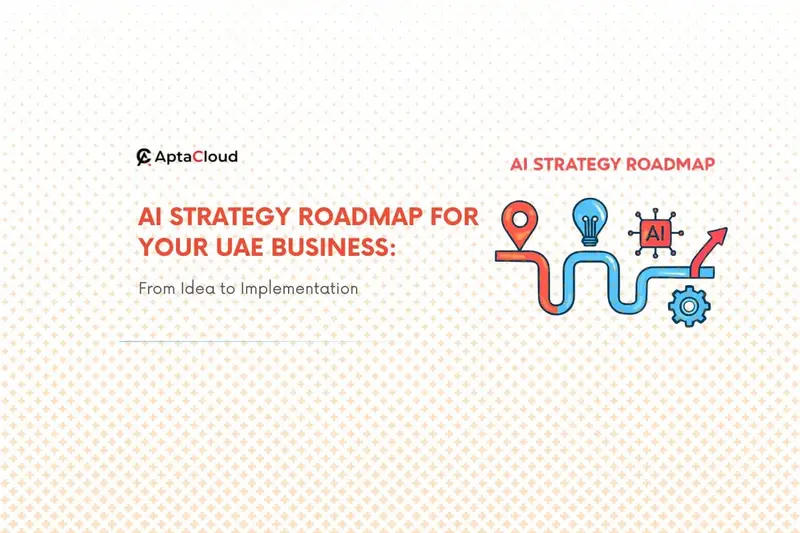 AptaCloud
AI STRATEGY ROADMAP FOR
YOUR UAE BUSINESS:
From Idea to Implementation
AI STRATEGY ROADMAP
AI